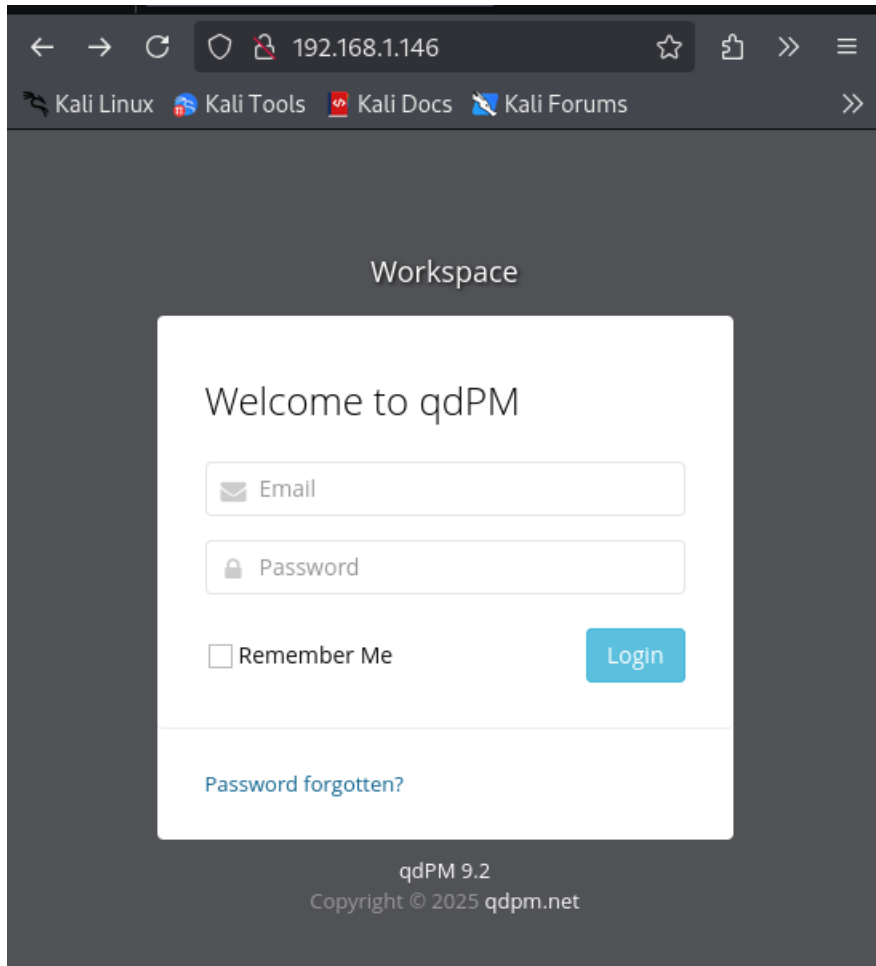 192.168.1.146
Kali Linux Kali Tools Kali Docs Kali Forums
Workspace
Welcome to qdPM
Email
Password
Remember Me Login
Password forgotten?
qdPM 9.2
Copyright © 2025 qdpm.net